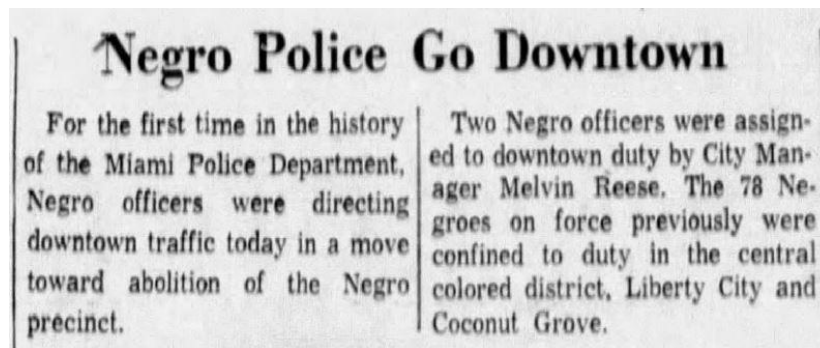 Negro Police Go Downtown
For the first time in the history
of the Miami Police Department,
Negro officers were directing
downtown traffic today in a move
toward abolition of the Negro
precinct.
Two Negro officers were assign-
ed to downtown duty by City Man-
ager Melvin Reese. The 78 Ne-
groes on force previously were
confined to duty in the central
colored district, Liberty City and
Coconut Grove.